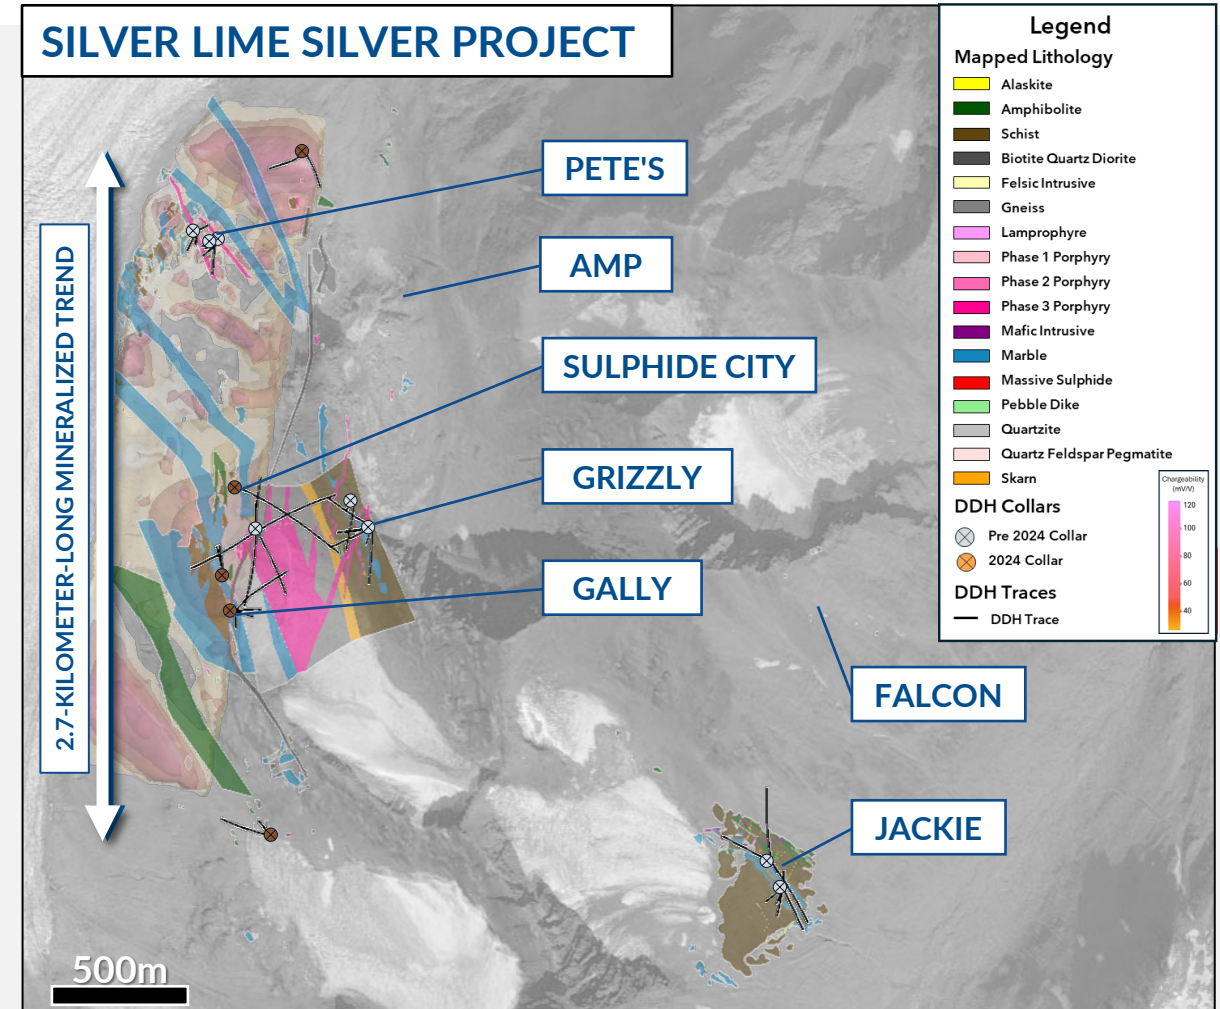 SILVER LIME SILVER PROJECT
2.7-KILOMETER-LONG MINERALIZED TREND
PETE'S
AMP
SULPHIDE CITY
GRIZZLY
GALLY
FALCON
JACKIE
500m
Legend
Mapped Lithology
Alaskite
Amphibolite
Schist
Biotite Quartz Diorite
Felsic Intrusive
Gneiss
Lamprophyre
Phase 1 Porphyry
Phase 2 Porphyry
Phase 3 Porphyry
Mafic Intrusive
Marble
Massive Sulphide
Pebble Dike
Quartzite
Quartz Feldspar Pegmatite
Skarn
DDH Collars
Pre 2024 Collar
2024 Collar
DDH Traces
DDH Trace
Chargeability
(mV/V)
120
100
80
60
40